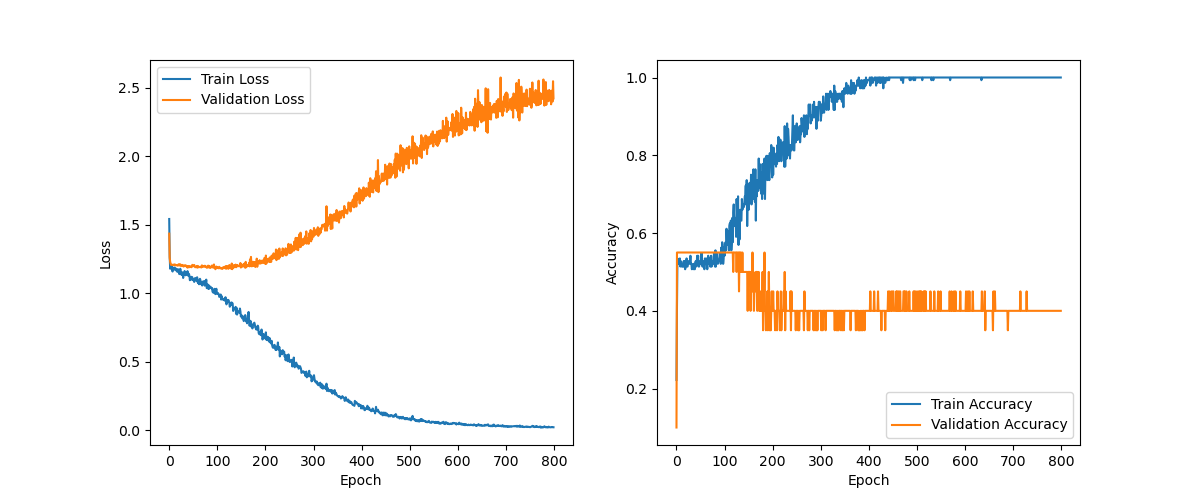 Train Loss
Validation Loss
2.5
2.0
1.5
1.0
0.5
0.0
Loss
0 100 200 300 400 500 600 700 800
Epoch
1.0
0.8
0.6
0.4
0.2
Accuracy
Train Accuracy
Validation Accuracy
0 100 200 300 400 500 600 700 800
Epoch